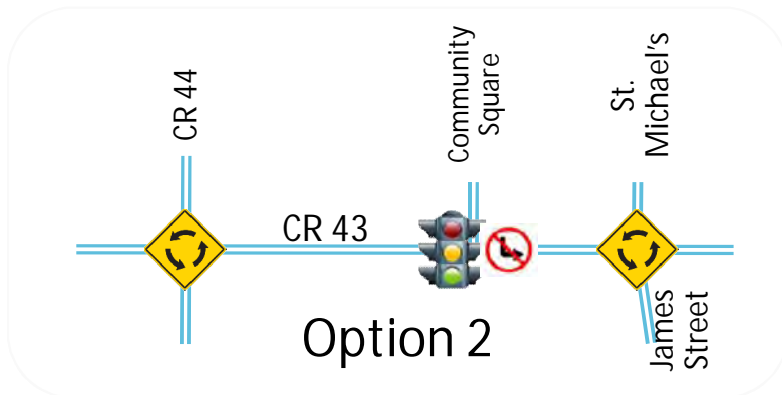 CR 44
Community
Square
St.
Michael's
CR 43
James
Street
Option 2